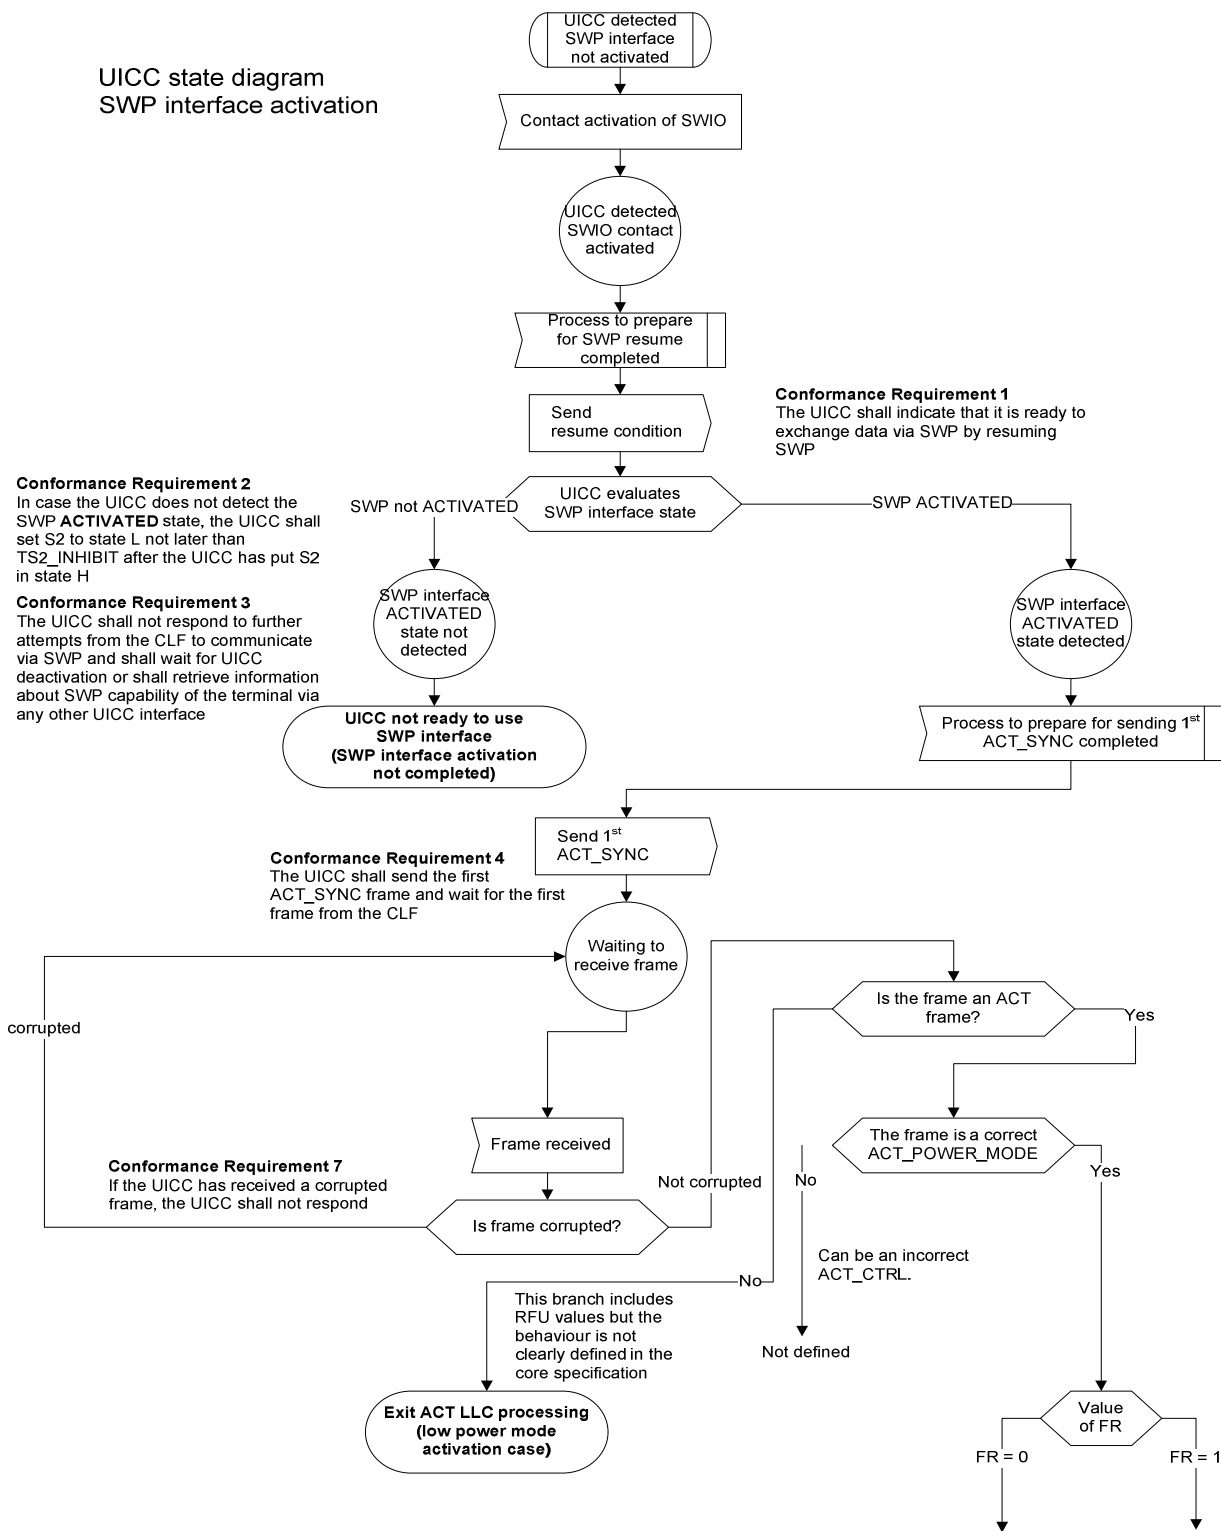 UICC detected
SWP interface
not activated
UICC state diagram
SWP interface activation
Contact activation of SWIO
UICC detected
SWIO contact
activated
Process to prepare
for SWP resume
completed
Send
resume condition
Conformance Requirement 1
The UICC shall indicate that it is ready to
exchange data via SWP by resuming
SWP
Conformance Requirement 2
In case the UICC does not detect the
SWP ACTIVATED state, the UICC shall
set S2 to state L not later than
TS2_INHIBIT after the UICC has put S2
in state H
SWP not ACTIVATED
UICC evaluates
SWP interface state
SWP ACTIVATED
Conformance Requirement 3
The UICC shall not respond to further
attempts from the CLF to communicate
via SWP and shall wait for UICC
deactivation or shall retrieve information
about SWP capability of the terminal via
any other UICC interface
SWP interface
ACTIVATED
state not
detected
SWP interface
ACTIVATED
state detected
UICC not ready to use
SWP interface
(SWP interface activation
not completed)
Process to prepare for sending 1st
ACT_SYNC completed
Send 1st
ACT_SYNC
Conformance Requirement 4
The UICC shall send the first
ACT_SYNC frame and wait for the first
frame from the CLF
Waiting to
receive frame
Is the frame an ACT
frame?
Yes
corrupted
The frame is a correct
ACT_POWER_MODE
Yes
No
Frame received
Conformance Requirement 7
If the UICC has received a corrupted
frame, the UICC shall not respond
Not corrupted
Is frame corrupted?
Can be an incorrect
ACT_CTRL.
No
This branch includes
RFU values but the
behaviour is not
clearly defined in the
core specification
Not defined
Exit ACT LLC processing
(low power mode
activation case)
Value
of FR
FR = 0
FR = 1